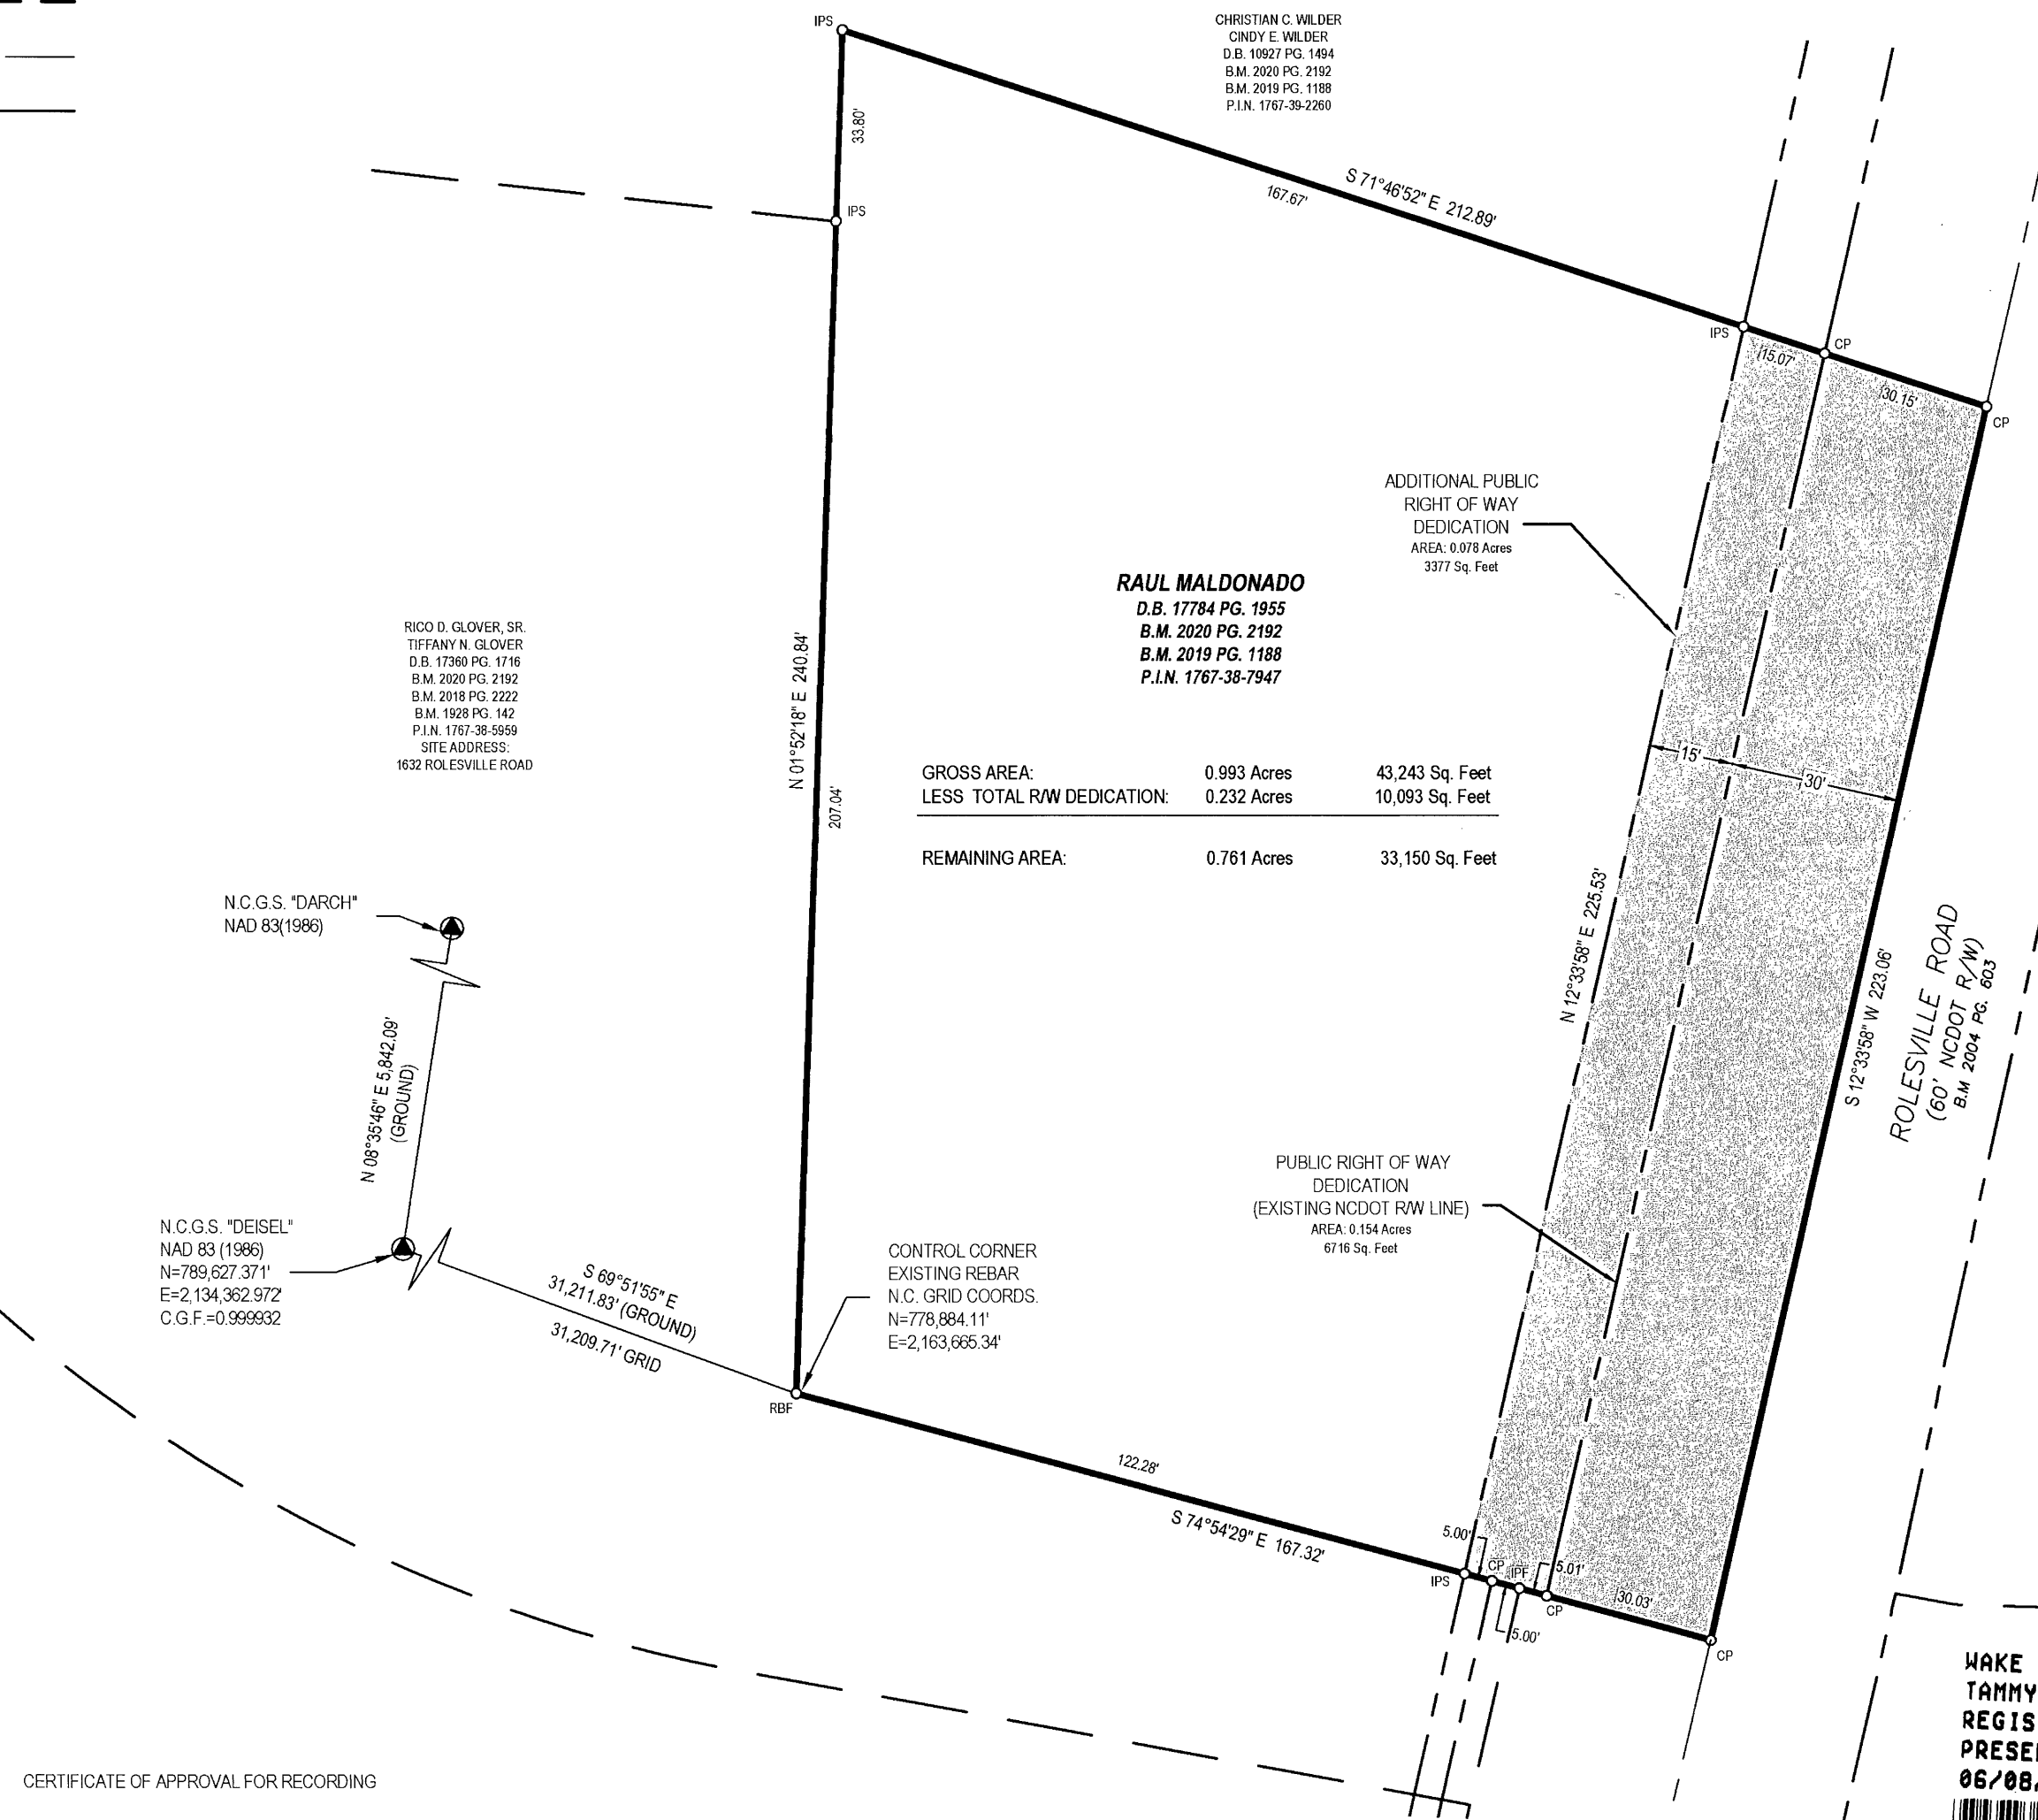 IPS
CHRISTIAN C. WILDER
CINDY E. WILDER
D.B. 10927 PG. 1494
B.M. 2020 PG. 2192
B.M. 2019 PG. 1188
P.I.N. 1767-39-2260
33.80'
IPS
S 71°46'52" E 212.89'
167.67'
IPS
15.07'
CP
30.15'
CP
ADDITIONAL PUBLIC
RIGHT OF WAY
DEDICATION
AREA: 0.078 Acres
3377 Sq. Feet
RAUL MALDONADO
D.B. 17784 PG. 1955
B.M. 2020 PG. 2192
B.M. 2019 PG. 1188
P.I.N. 1767-38-7947
RICO D. GLOVER, SR.
TIFFANY N. GLOVER
D.B. 17360 PG. 1716
B.M. 2020 PG. 2192
B.M. 2018 PG. 2222
B.M. 1928 PG. 142
P.I.N. 1767-38-5959
SITE ADDRESS:
1632 ROLESVILLE ROAD
N 01°52'18" E 240.84'
207.04'
GROSS AREA: 0.993 Acres 43,243 Sq. Feet
LESS TOTAL R/W DEDICATION: 0.232 Acres 10,093 Sq. Feet
REMAINING AREA: 0.761 Acres 33,150 Sq. Feet
15'
30'
N 12°33'58" E 225.53'
S 12°33'58" W 223.06'
ROLESVILLE ROAD
(60' NCDOT R/W)
B.M 2004 PG. 603
N.C.G.S. "DARCH"
NAD 83(1986)
N 08°35'46" E 5,842.09'
(GROUND)
N.C.G.S. "DEISEL"
NAD 83 (1986)
N=789,627.371'
E=2,134,362.972'
C.G.F.=0.999932
S 69°51'55" E
31,211.83' (GROUND)
31,209.71' GRID
CONTROL CORNER
EXISTING REBAR
N.C. GRID COORDS.
N=778,884.11'
E=2,163,665.34'
RBF
PUBLIC RIGHT OF WAY
DEDICATION
(EXISTING NCDOT R/W LINE)
AREA: 0.154 Acres
6716 Sq. Feet
122.28'
S 74°54'29" E 167.32'
5.00'
IPS
CP
IPF
5.01'
CP
30.03'
5.00'
CP
WAKE
TAMMY
REGIS
PRESE
06/08
CERTIFICATE OF APPROVAL FOR RECORDING